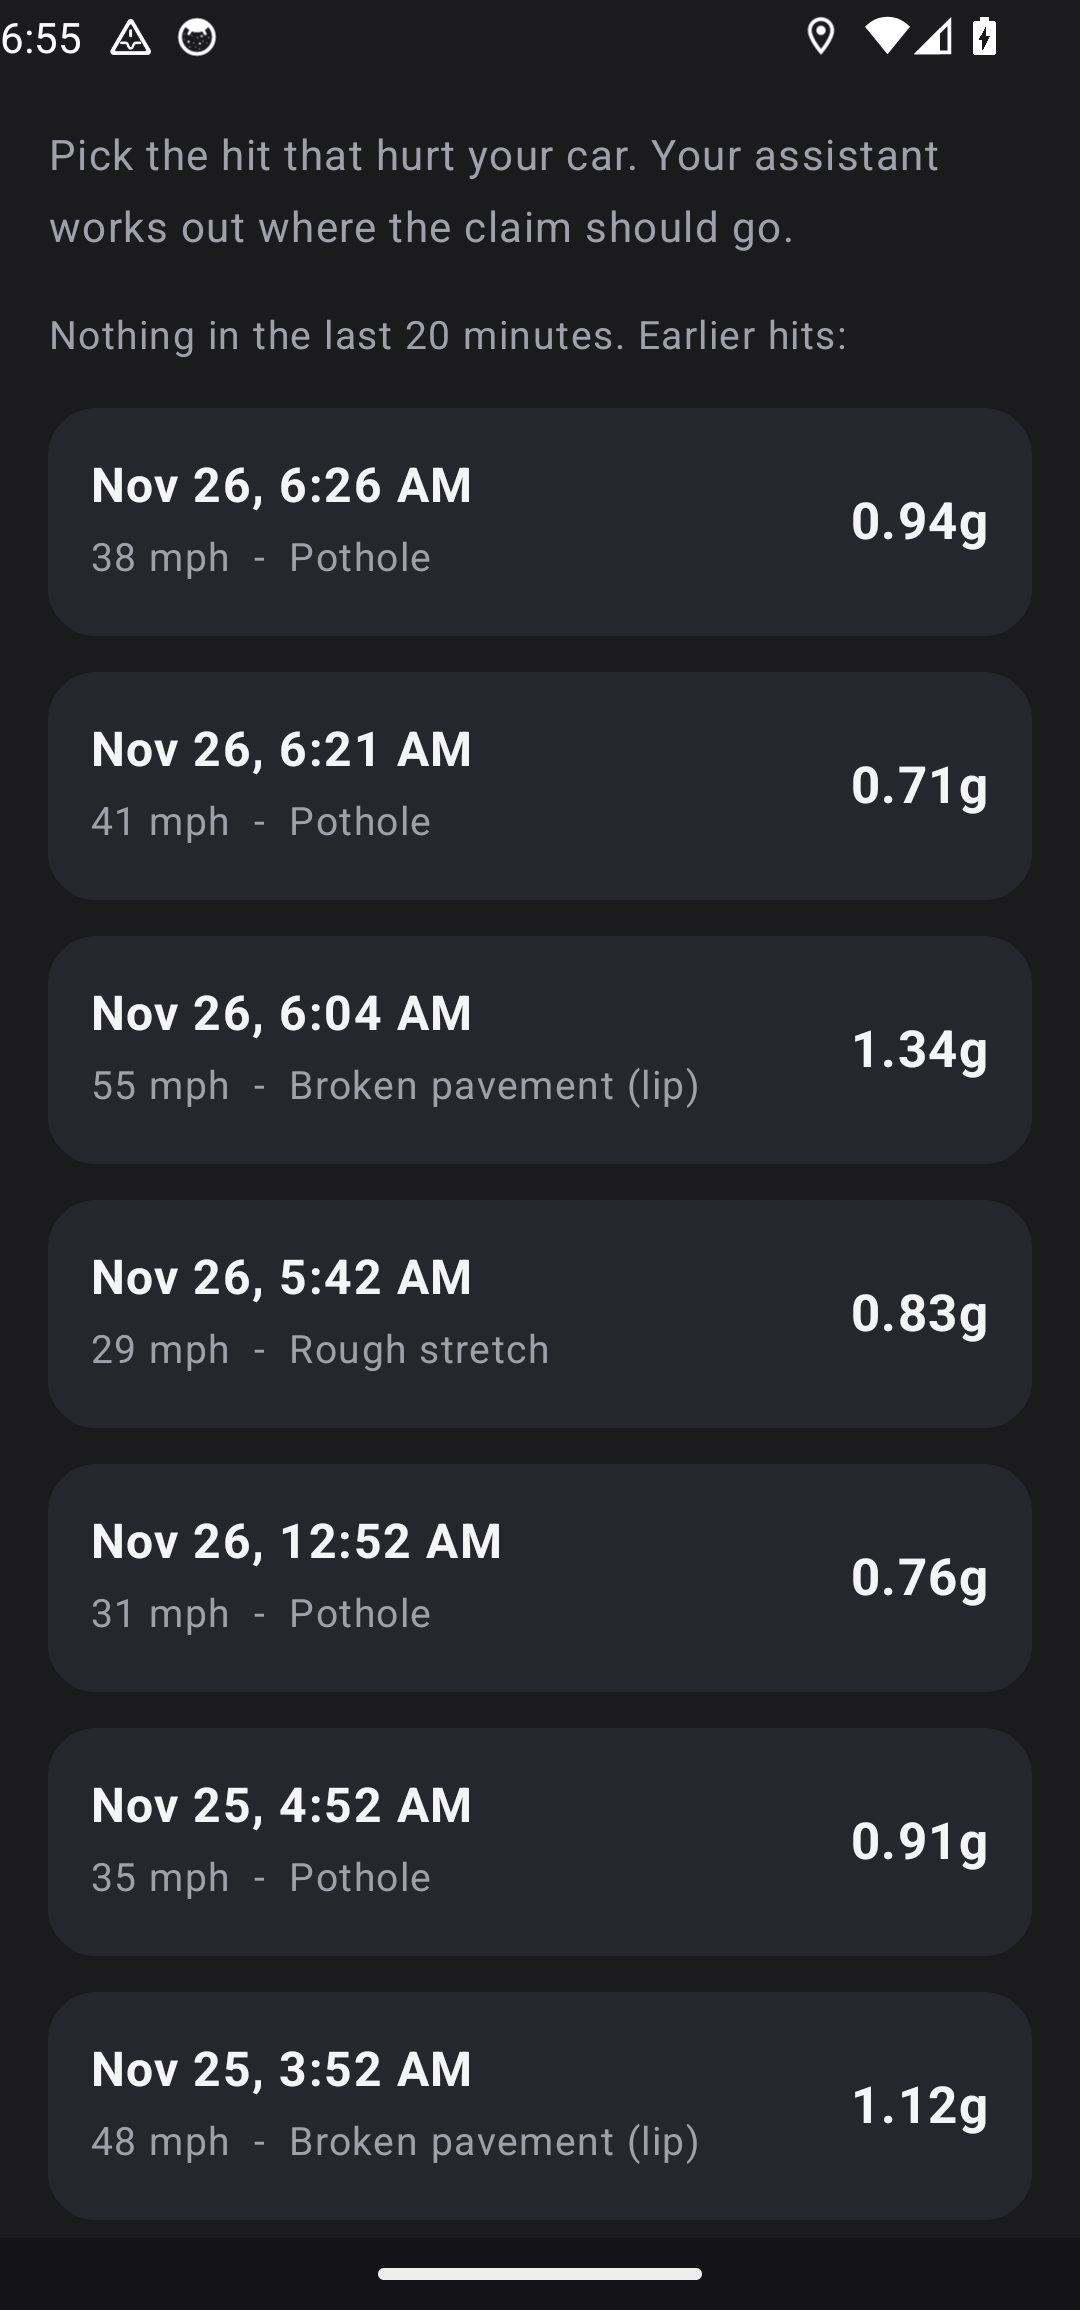 6:55
Pick the hit that hurt your car. Your assistant
works out where the claim should go.
Nothing in the last 20 minutes. Earlier hits:
Nov 26, 6:26 AM
38 mph - Pothole
0.94g
Nov 26, 6:21 AM
41 mph - Pothole
0.71g
Nov 26, 6:04 AM
55 mph - Broken pavement (lip)
1.34g
Nov 26, 5:42 AM
29 mph - Rough stretch
0.83g
Nov 26, 12:52 AM
31 mph - Pothole
0.76g
Nov 25, 4:52 AM
35 mph - Pothole
0.91g
Nov 25, 3:52 AM
48 mph - Broken pavement (lip)
1.12g